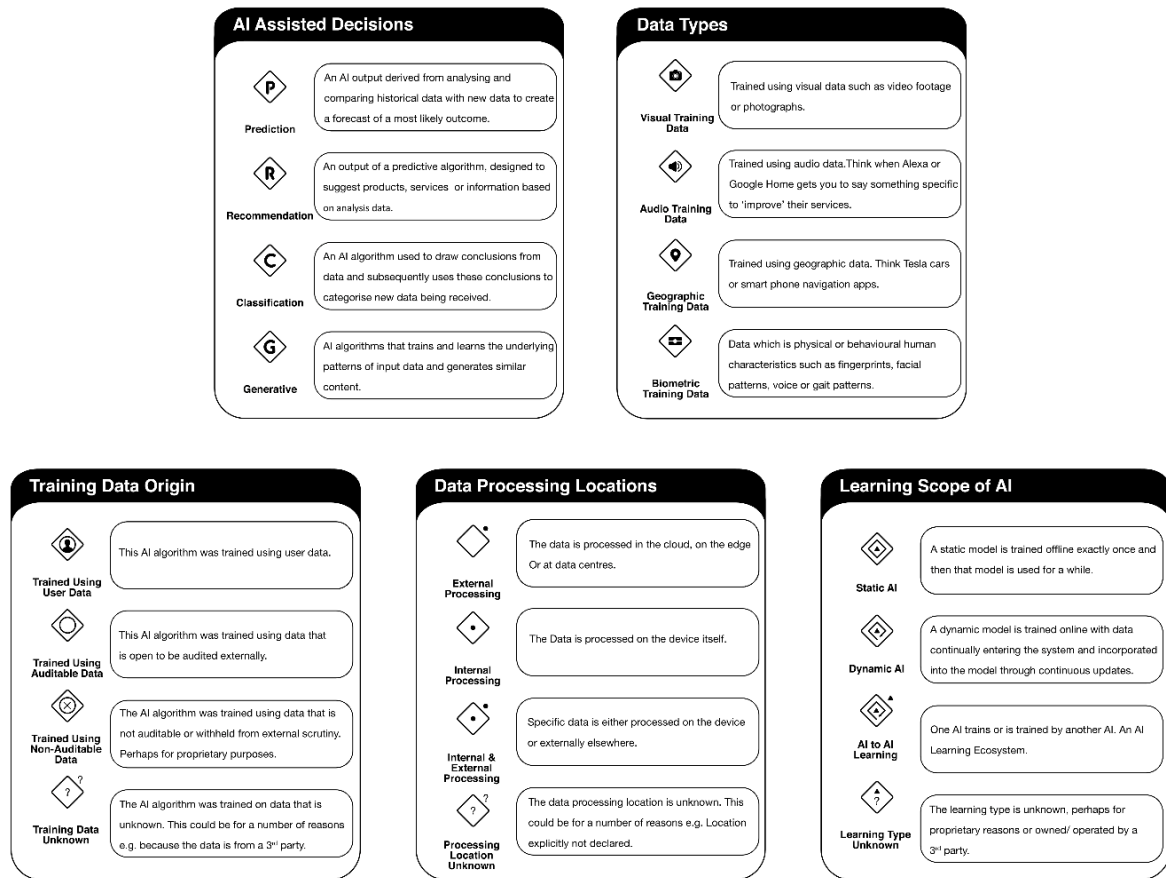 AI Assisted Decisions
P
Prediction
An AI output derived from analysing and
comparing historical data with new data to create
a forecast of a most likely outcome.
R
Recommendation
An output of a predictive algorithm, designed to
suggest products, services or information based
on analysis data.
C
Classification
An AI algorithm used to draw conclusions from
data and subsequently uses these conclusions to
categorise new data being received.
G
Generative
AI algorithms that trains and learns the underlying
patterns of input data and generates similar
content.
Data Types
Visual Training
Data
Trained using visual data such as video footage
or photographs.
Audio Training
Data
Trained using audio data.Think when Alexa or
Google Home gets you to say something specific
to ‘improve’ their services.
Geographic
Training Data
Trained using geographic data. Think Tesla cars
or smart phone navigation apps.
Biometric
Training Data
Data which is physical or behavioural human
characteristics such as fingerprints, facial
patterns, voice or gait patterns.
Training Data Origin
Trained Using
User Data
This AI algorithm was trained using user data.
Trained Using
Auditable Data
This AI algorithm was trained using data that
is open to be audited externally.
Trained Using
Non-Auditable
Data
The AI algorithm was trained using data that is
not auditable or withheld from external scrutiny.
Perhaps for proprietary purposes.
? ?
Training Data
Unknown
The AI algorithm was trained on data that is
unknown. This could be for a number of reasons
e.g. because the data is from a 3rd party.
Data Processing Locations
External
Processing
The data is processed in the cloud, on the edge
Or at data centres.
Internal
Processing
The Data is processed on the device itself.
Internal &
External
Processing
Specific data is either processed on the device
or externally elsewhere.
? ?
Processing
Location
Unknown
The data processing location is unknown. This
could be for a number of reasons e.g. Location
explicitly not declared.
Learning Scope of AI
Static AI
A static model is trained offline exactly once and
then that model is used for a while.
Dynamic AI
A dynamic model is trained online with data
continually entering the system and incorporated
into the model through continuous updates.
AI to AI
Learning
One AI trains or is trained by another AI. An AI
Learning Ecosystem.
?
Learning Type
Unknown
The learning type is unknown, perhaps for
proprietary reasons or owned/ operated by a
3rd party.